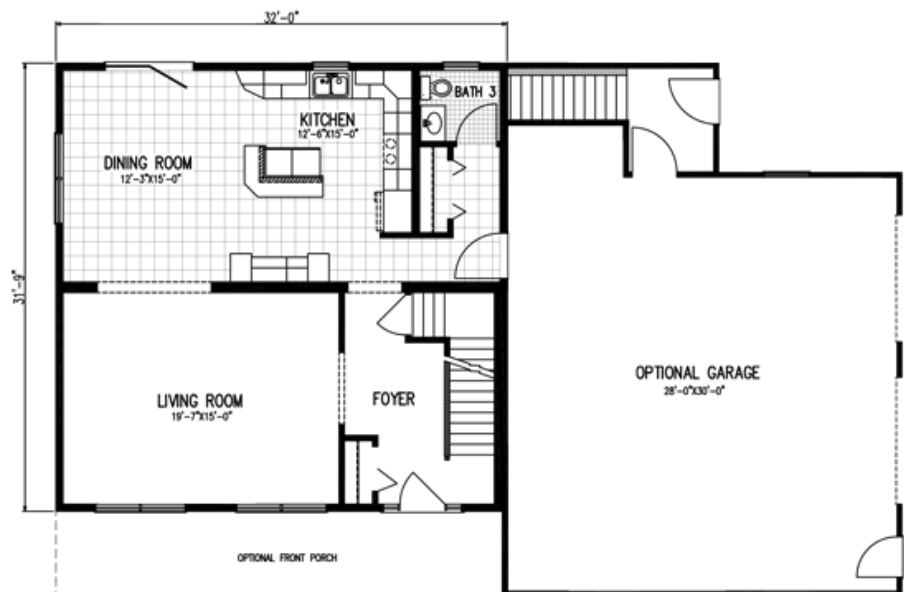 32'-0"
BATH 3
KITCHEN
12'-6"X15'-0"
DINING ROOM
12'-3"X15'-0"
31'-9"
OPTIONAL GARAGE
28'-0"X30'-0"
LIVING ROOM
19'-7"X15'-0"
FOYER
OPTIONAL FRONT PORCH